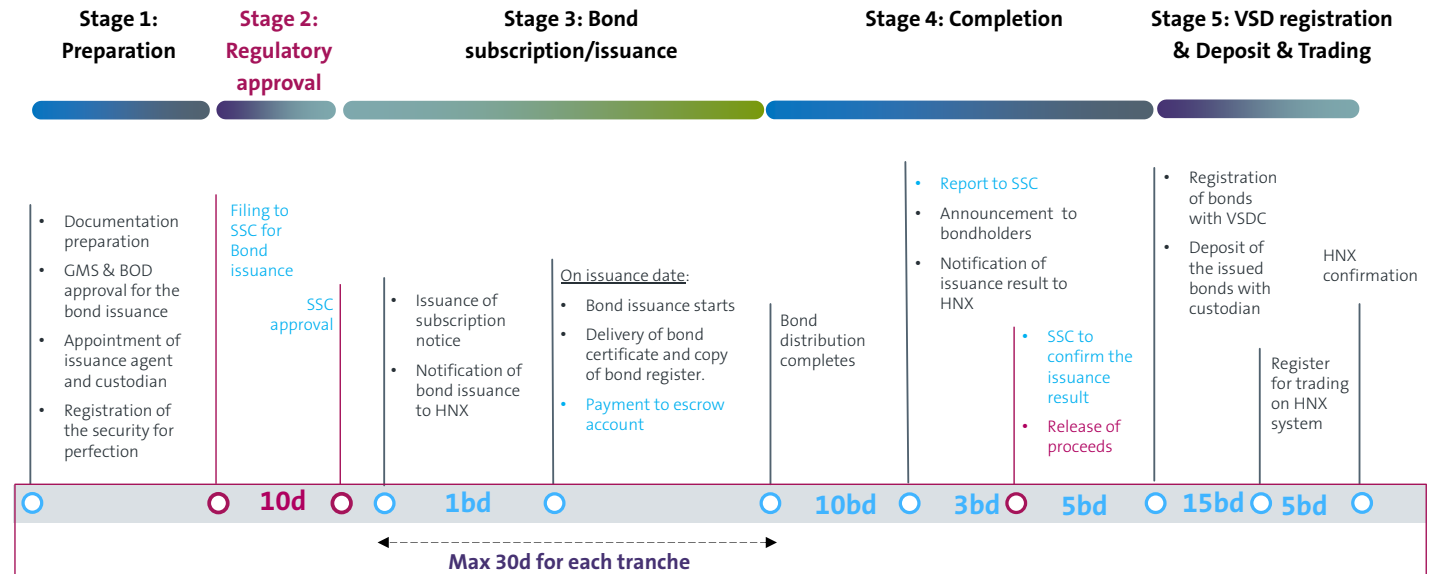 Stage 1:
Preparation
Stage 2:
Regulatory
approval
Stage 3: Bond
subscription/issuance
Stage 4: Completion
Stage 5: VSD registration
& Deposit & Trading
• Documentation
preparation
• GMS & BOD
approval for the
bond issuance
• Appointment of
issuance agent
and custodian
• Registration of
the security for
perfection
Filing to
SSC for
Bond
issuance
SSC
approval
• Issuance of
subscription
notice
• Notification of
bond issuance
to HNX
On issuance date:
• Bond issuance starts
• Delivery of bond
certificate and copy
of bond register.
• Payment to escrow
account
Bond
distribution
completes
• Report to SSC
• Announcement to
bondholders
• Notification of
issuance result to
HNX
• SSC to
confirm the
issuance
result
• Release of
proceeds
• Registration
of bonds
with VSDC
• Deposit of
the issued
bonds with
custodian
Register
for trading
on HNX
system
HNX
confirmation
10d
1bd
10bd
3bd
5bd
15bd
5bd
Max 30d for each tranche